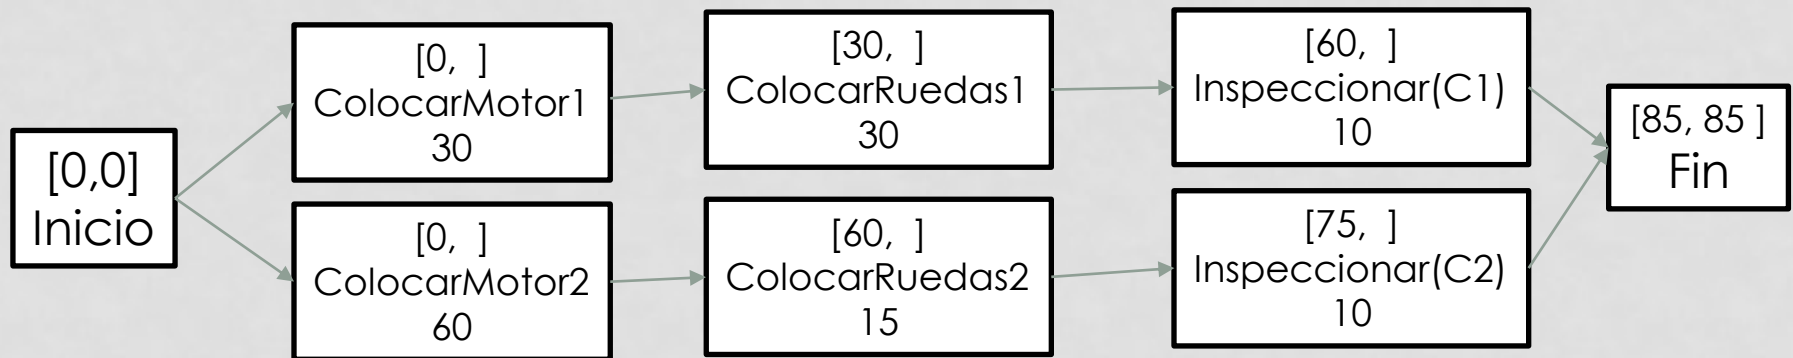 [0,0]
Inicio
[0,  ]
ColocarMotor1
30
[30,  ]
ColocarRuedas1
30
[60,  ]
Inspeccionar(C1)
10
[0,  ]
ColocarMotor2
60
[60,  ]
ColocarRuedas2
15
[75,  ]
Inspeccionar(C2)
10
[85, 85 ]
Fin